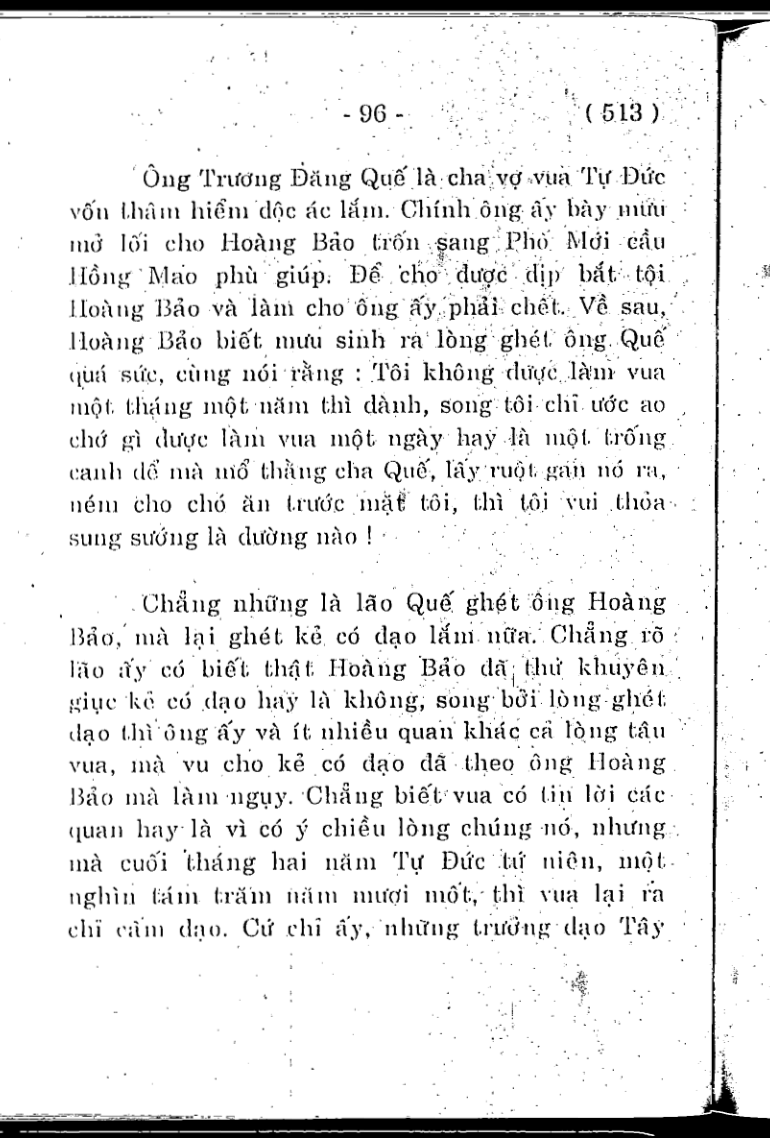 - 96 - (513)
Ông Trương Đăng Quế là cha vợ vua Tự Đức
vốn thâm hiểm độc ác lắm. Chính ông ấy bày mưu
mở lối cho Hoàng Bảo trốn sang Phố Mới cầu
Hồng Mao phù giúp. Để cho được dịp bắt tội
Hoàng Bảo và làm cho ông ấy phải chết. Về sau,
Hoàng Bảo biết mưu sinh ra lòng ghét ông Quế
quá sức, cùng nói rằng : Tôi không được làm vua
một tháng một năm thì dành, song tôi chỉ ước ao
chớ gì được làm vua một ngày hay là một trống
canh để mà mổ thằng cha Quế, lấy ruột gan nó ra,
ném cho chó ăn trước mặt tôi, thì tôi vui thỏa
sung sướng là dường nào !
Chẳng những là lão Quế ghét ông Hoàng
Bảo, mà lại ghét kẻ có đạo lắm nữa. Chẳng rõ
lão ấy có biết thật Hoàng Bảo đã thử khuyên
giục kẻ có đạo hay là không, song bởi lòng ghét
đạo thì ông ấy và ít nhiều quan khác cả lòng tâu
vua, mà vu cho kẻ có đạo đã theo ông Hoàng
Bảo mà làm ngụy. Chẳng biết vua có tin lời các
quan hay là vì có ý chiều lòng chúng nó, nhưng
mà cuối tháng hai năm Tự Đức tứ niên, một
nghìn tám trăm năm mươi mốt, thì vua lại ra
chỉ cấm đạo. Cứ chỉ ấy, những trưởng đạo Tây